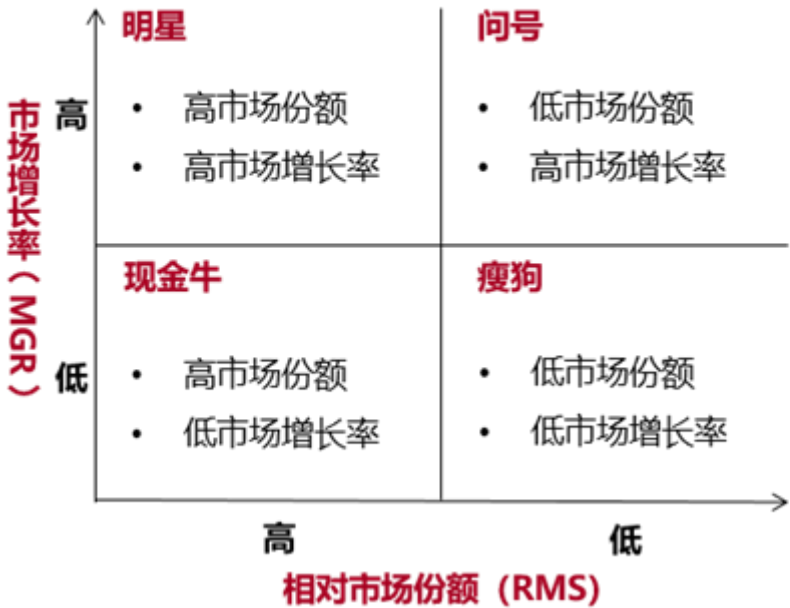 明星
• 高市场份额
• 高市场增长率
问号
• 低市场份额
• 高市场增长率
市场增长率（MGR）
高
低
现金牛
• 高市场份额
• 低市场增长率
瘦狗
• 低市场份额
• 低市场增长率
高
低
相对市场份额（RMS）